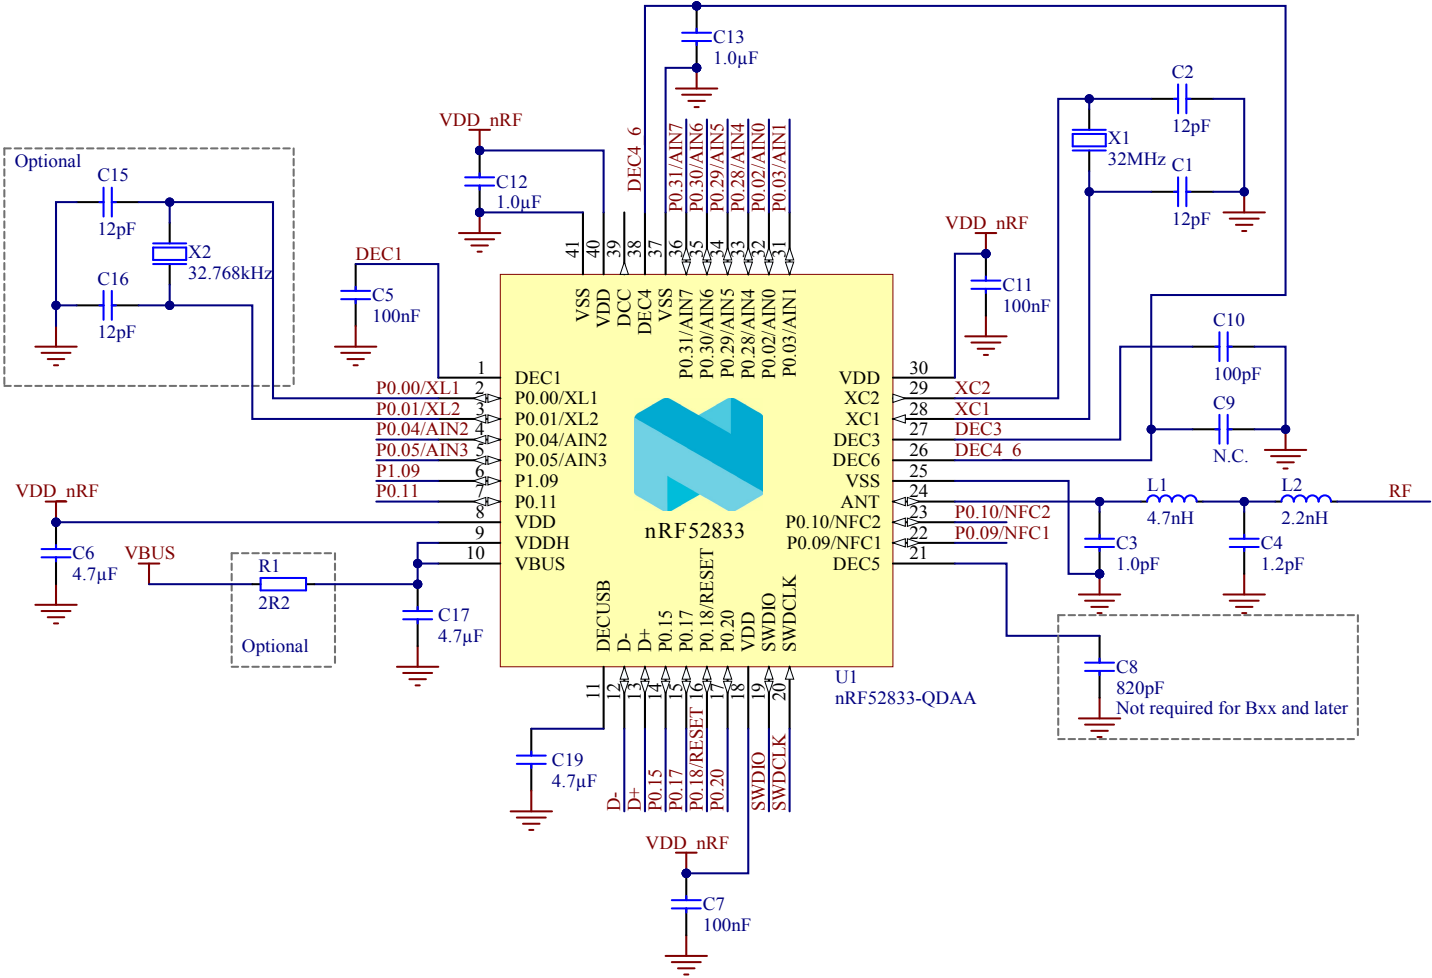 C13
1.0µF
C2
12pF
X1
32MHz
C1
12pF
VDD_nRF
C12
1.0µF
DEC4_6
P0.31/AIN7
P0.30/AIN6
P0.29/AIN5
P0.28/AIN4
P0.02/AIN0
P0.03/AIN1
Optional
C15
12pF
X2
32.768kHz
C16
12pF
DEC1
C5
100nF
VDD_nRF
C11
100nF
C10
100pF
C9
N.C.
41
40
39
38
37
36
35
34
33
32
31
VSS
VDD
DCC
DEC4
VSS
P0.31/AIN7
P0.30/AIN6
P0.29/AIN5
P0.28/AIN4
P0.02/AIN0
P0.03/AIN1
1
DEC1
P0.00/XL1
2
P0.00/XL1
P0.01/XL2
3
P0.01/XL2
P0.04/AIN2
4
P0.04/AIN2
P0.05/AIN3
5
P0.05/AIN3
P1.09
6
P1.09
P0.11
7
P0.11
8
VDD
9
VDDH
10
VBUS
nRF52833
VDD
30
XC2
29
XC2
XC1
28
XC1
DEC3
27
DEC3
DEC6
26
DEC4_6
VSS
25
ANT
24
P0.10/NFC2
23
P0.10/NFC2
P0.09/NFC1
22
P0.09/NFC1
DEC5
21
L1
4.7nH
L2
2.2nH
RF
C3
1.0pF
C4
1.2pF
VDD_nRF
C6
4.7µF
VBUS
R1
2R2
Optional
C17
4.7µF
DECUSB
D-
D+
P0.15
P0.17
P0.18/RESET
P0.20
VDD
SWDIO
SWDCLK
11
12
13
14
15
16
17
18
19
20
U1
nRF52833-QDAA
C8
820pF
Not required for Bxx and later
C19
4.7µF
D-
D+
P0.15
P0.17
P0.18/RESET
P0.20
SWDIO
SWDCLK
VDD_nRF
C7
100nF